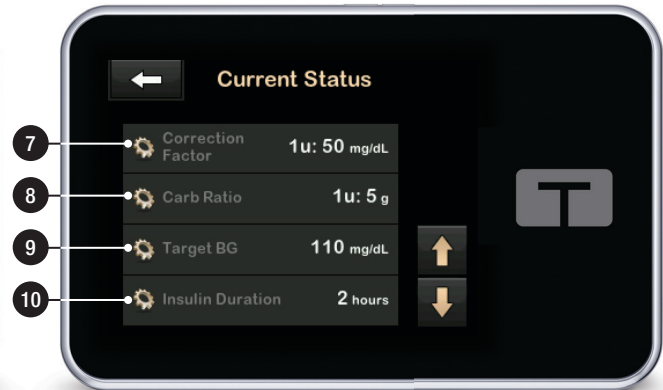 Current Status
7
Correction
Factor
1u: 50 mg/dL
8
Carb Ratio
1u: 5 g
9
Target BG
110 mg/dL
10
Insulin Duration
2 hours
T